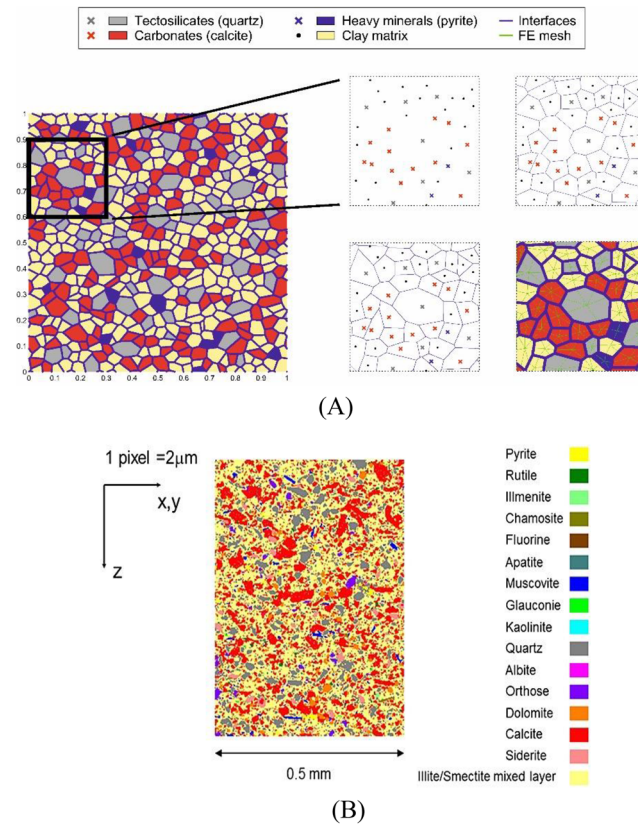 (A)
Tectosilicates (quartz) Heavy minerals (pyrite) Interfaces
Carbonates (calcite) Clay matrix FE mesh
1
0.9
0.8
0.7
0.6
0.5
0.4
0.3
0.2
0.1
0
0 0.1 0.2 0.3 0.4 0.5 0.6 0.7 0.8 0.9 1
(A)
1 pixel =2μm
x,y
z
0.5 mm
Pyrite
Rutile
Illmenite
Chamosite
Fluorine
Apatite
Muscovite
Glauconie
Kaolinite
Quartz
Albite
Orthose
Dolomite
Calcite
Siderite
Illite/Smectite mixed layer
(B)